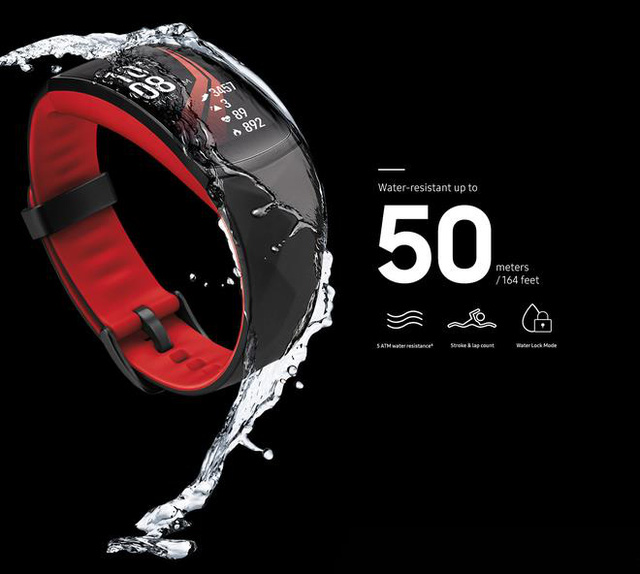 10
08
3457
3
89
892
Water-resistant up to
50
meters
/ 164 feet
5 ATM water resistance*
Stroke & lap count
Water Lock Mode